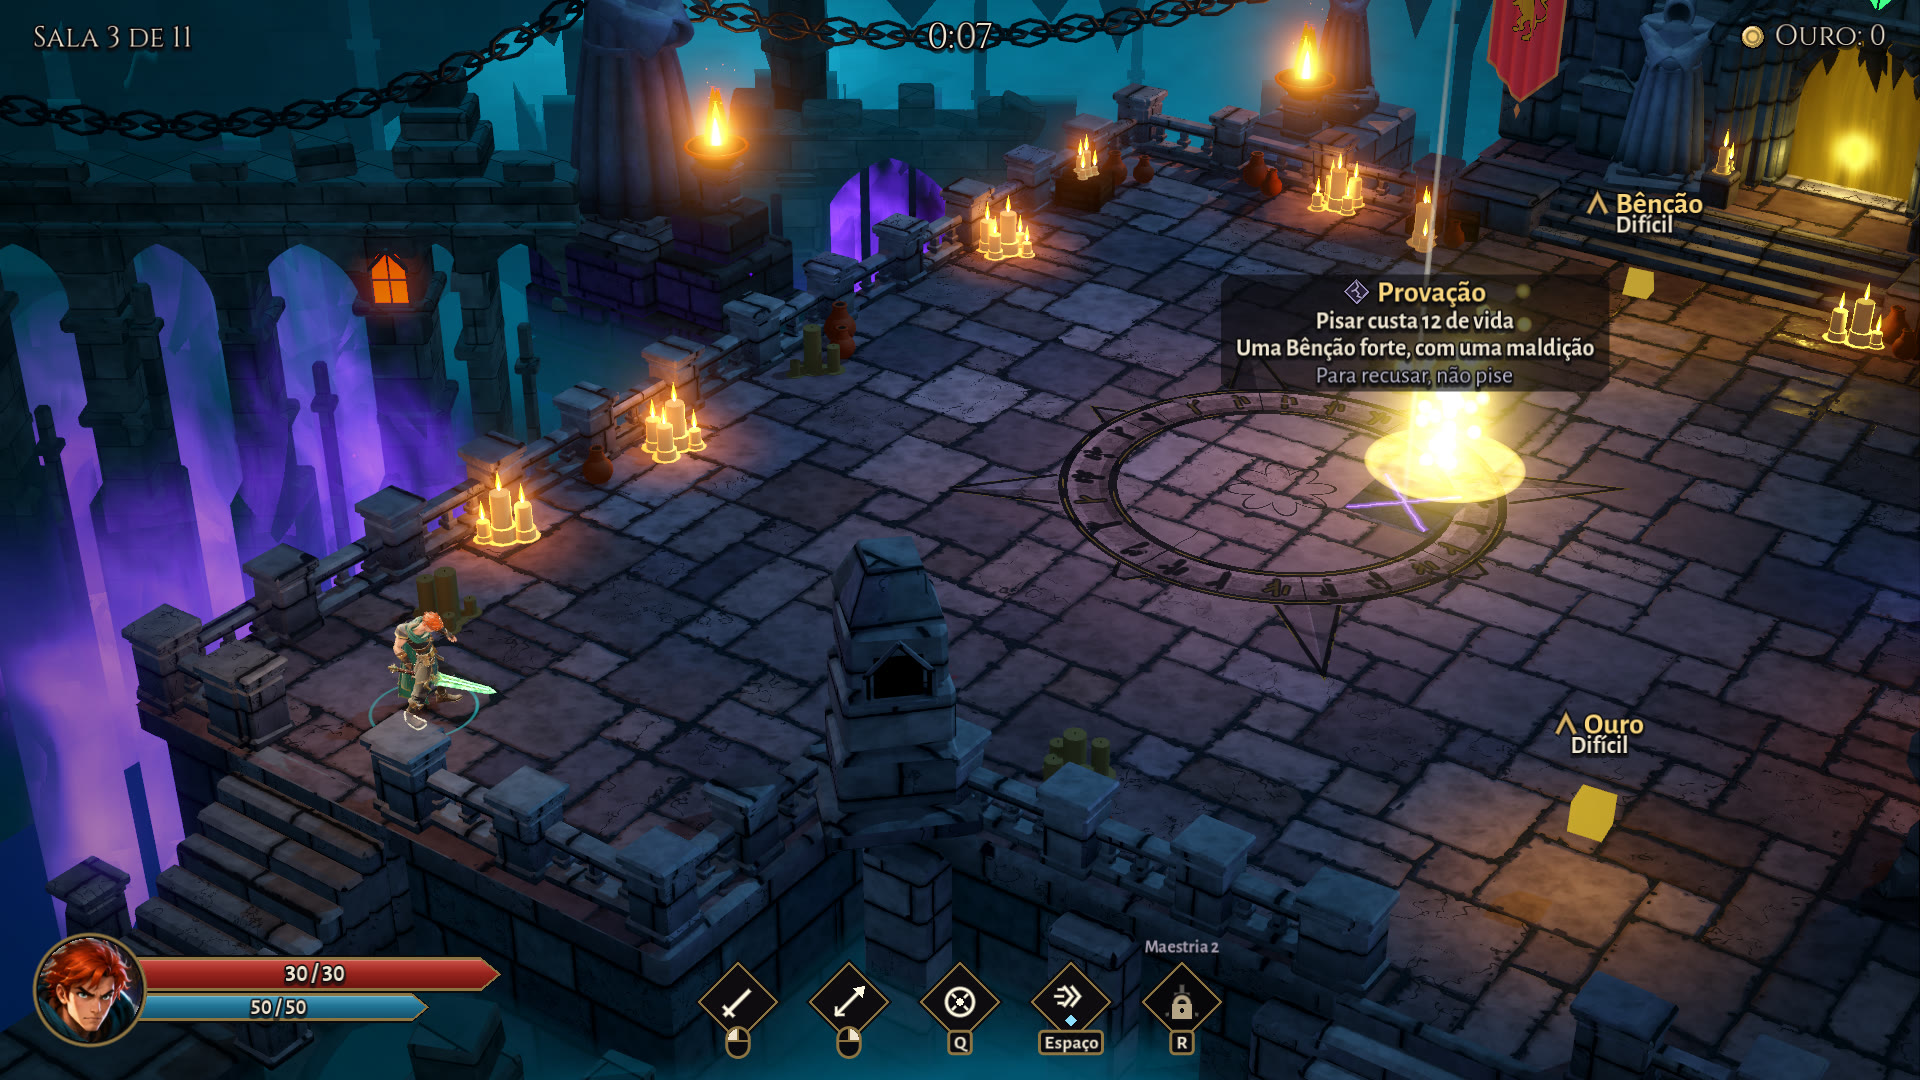 SALA 3 DE 11
0:07
OURO: 0
Bênção
Difícil
Provação
Pisar custa 12 de vida
Uma Bênção forte, com uma maldição
Para recusar, não pise
Ouro
Difícil
Maestria 2
30/30
50/50
Q
Espaço
R